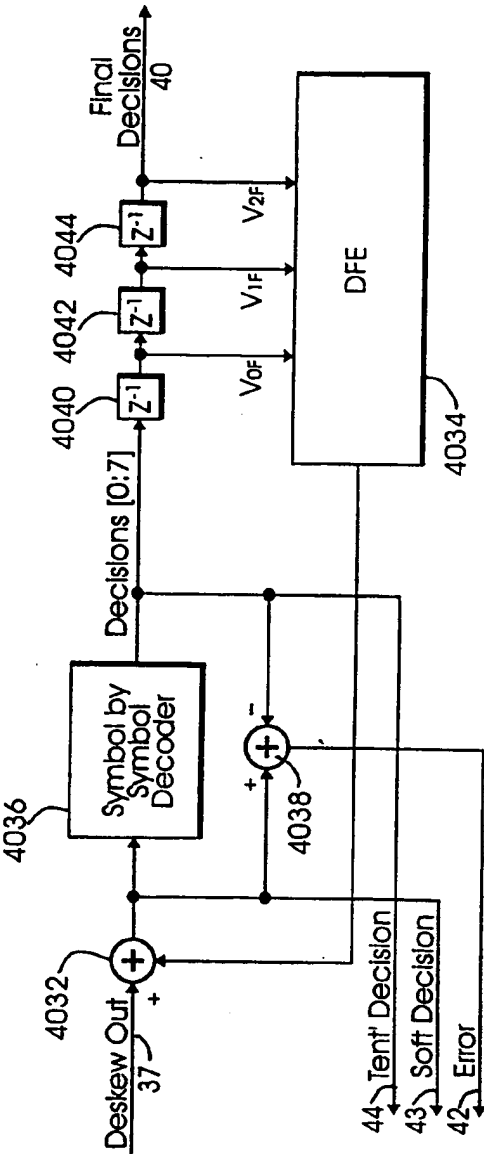 Deskew Out
37
+
4032
+
4036
Symbol by
Symbol
Decoder
Decisions [0:7]
4040
Z-1
4042
Z-1
4044
Z-1
Final
Decisions
40
V0F
V1F
V2F
DFE
4034
+
-
+
4038
44 Tent' Decision
43 Soft Decision
42 Error